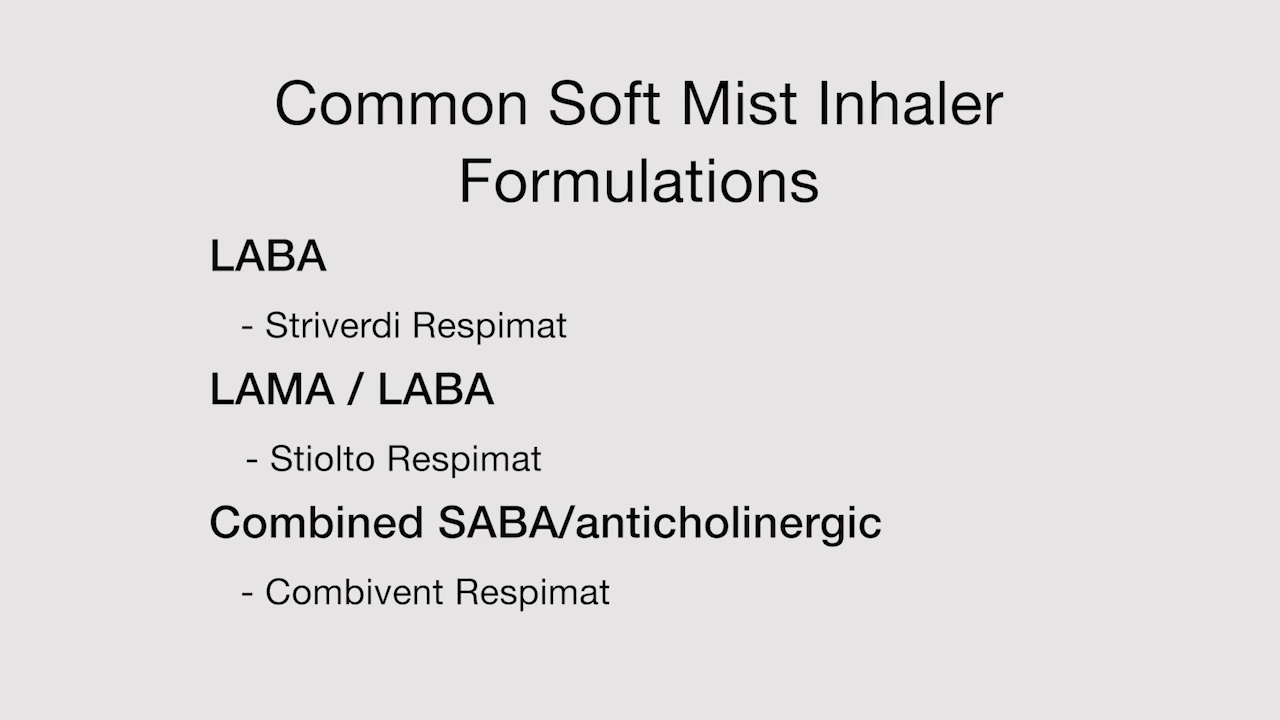 Common Soft Mist Inhaler
Formulations
LABA
- Striverdi Respimat
LAMA / LABA
- Stiolto Respimat
Combined SABA/anticholinergic
- Combivent Respimat